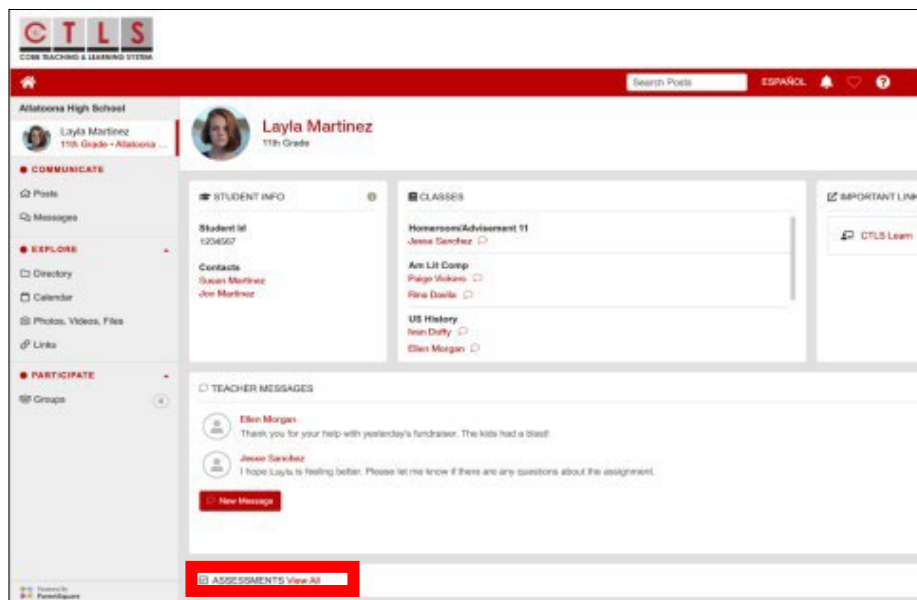 CTLS
COBB TEACHING & LEARNING SYSTEM
Search Posts
ESPAÑOL
Allatoona High School
Layla Martinez
11th Grade • Allatoona ...
COMMUNICATE
Posts
Messages
EXPLORE
Directory
Calendar
Photos, Videos, Files
Links
PARTICIPATE
Groups
4
Powered By
ParentSquare
Layla Martinez
11th Grade
STUDENT INFO
Student Id
1234567
Contacts
Susan Martinez
Joe Martinez
CLASSES
Homeroom/Advisement 11
Jesse Sanchez
Am Lit Comp
Paige Vickers
Rina Davila
US History
Ivan Duffy
Ellen Morgan
IMPORTANT LINK
CTLS Learn
TEACHER MESSAGES
Ellen Morgan
Thank you for your help with yesterday's fundraiser. The kids had a blast!
Jesse Sanchez
I hope Layla is feeling better. Please let me know if there are any questions about the assignment.
New Message
ASSESSMENTS View All